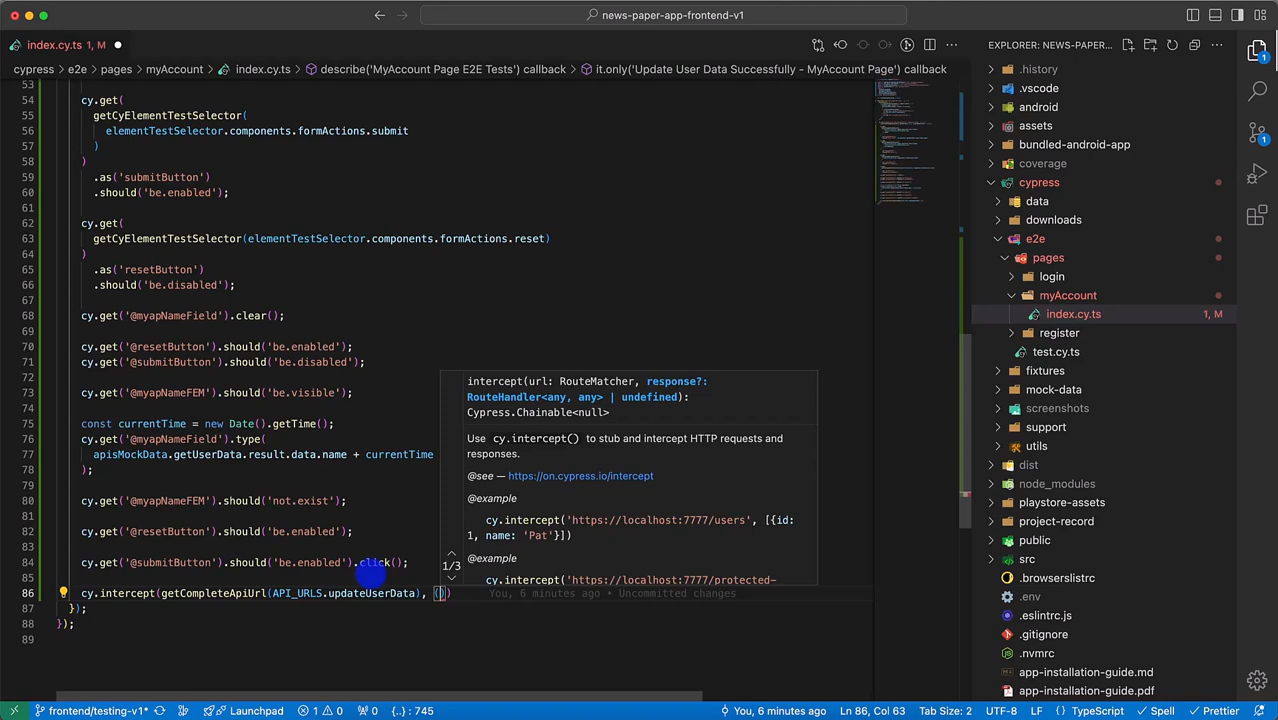 news-paper-app-frontend-v1
index.cy.ts 1, M
EXPLORER: NEWS-PAPER...
cypress > e2e > pages > myAccount > index.cy.ts > describe('MyAccount Page E2E Tests') callback > it.only('Update User Data Successfully - MyAccount Page') callback
53
54 cy.get(
55 getCyElementTestSelector(
56 elementTestSelector.components.formActions.submit
57 )
58 )
59 .as('submitButton')
60 .should('be.enabled');
61
62 cy.get(
63 getCyElementTestSelector(elementTestSelector.components.formActions.reset)
64 )
65 .as('resetButton')
66 .should('be.disabled');
67
68 cy.get('@myapNameField').clear();
69
70 cy.get('@resetButton').should('be.enabled');
71 cy.get('@submitButton').should('be.disabled');
72
73 cy.get('@myapNameFEM').should('be.visible');
74
75 const currentTime = new Date().getTime();
76 cy.get('@myapNameField').type(
77 apisMockData.getUserData.result.data.name + currentTime
78 );
79
80 cy.get('@myapNameFEM').should('not.exist');
81
82 cy.get('@resetButton').should('be.enabled');
83
84 cy.get('@submitButton').should('be.enabled').click();
85
86 cy.intercept(getCompleteApiUrl(API_URLS.updateUserData), {}) You, 6 minutes ago • Uncommitted changes
87 });
88 });
89
intercept(url: RouteMatcher, response?:
RouteHandler<any, any> | undefined):
Cypress.Chainable<null>
Use cy.intercept() to stub and intercept HTTP requests and
responses.
@see — https://on.cypress.io/intercept
@example
cy.intercept('https://localhost:7777/users', [{id:
1, name: 'Pat'}])
@example
1/3
cy.intercept('https://localhost:7777/protected-
.history
.vscode
android
assets
bundled-android-app
coverage
cypress
data
downloads
e2e
pages
login
myAccount
index.cy.ts 1, M
register
test.cy.ts
fixtures
mock-data
screenshots
support
utils
dist
node_modules
playstore-assets
project-record
public
src
.browserslistrc
.env
.eslintrc.js
.gitignore
.nvmrc
app-installation-guide.md
app-installation-guide.pdf
1
1
frontend/testing-v1* Launchpad 1 0 0 {..} : 745 You, 6 minutes ago Ln 86, Col 63 Tab Size: 2 UTF-8 LF {} TypeScript Spell Prettier